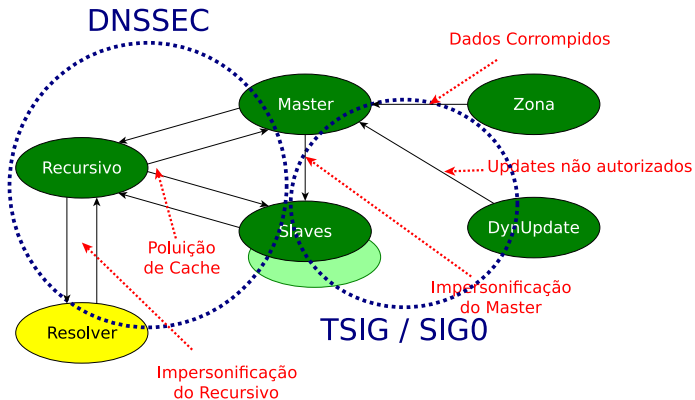 DNSSEC
Dados Corrompidos
Master
Zona
Recursivo
Updates não autorizados
Slaves
DynUpdate
Poluição
de Cache
Impersonificação
do Master
Resolver
TSIG / SIG0
Impersonificação
do Recursivo